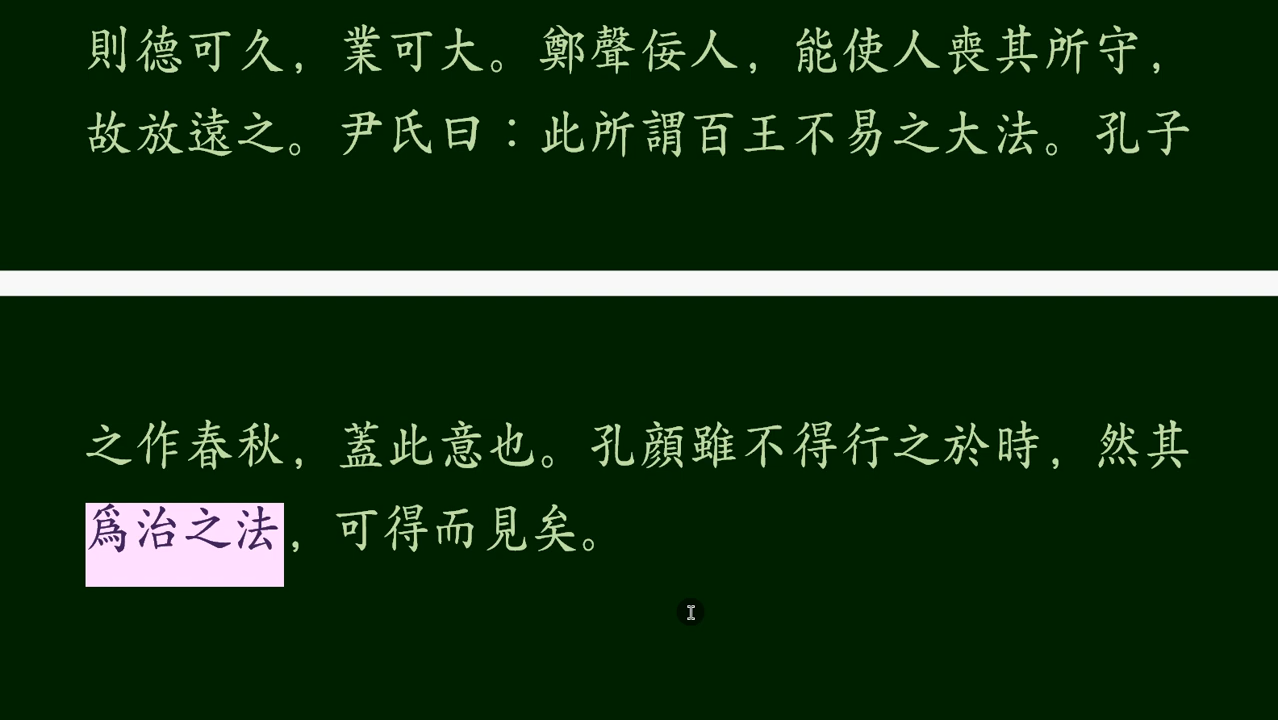 則德可久，業可大。鄭聲佞人，能使人喪其所守，
故放遠之。尹氏曰：此所謂百王不易之大法。孔子
之作春秋，蓋此意也。孔顏雖不得行之於時，然其
爲治之法，可得而見矣。